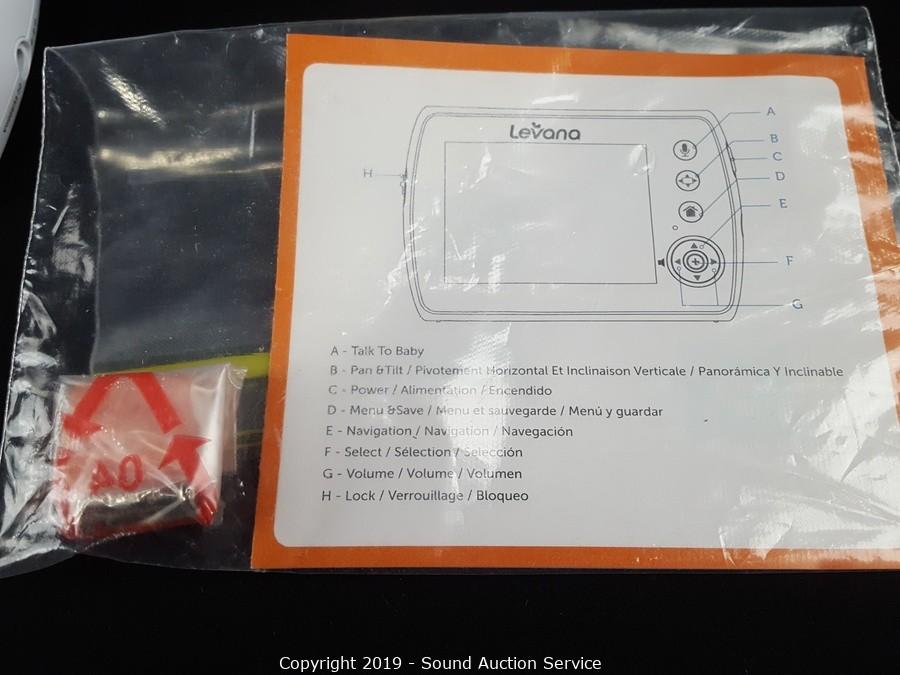 Levana
A
B
C
D
E
F
G
H
A - Talk To Baby
B - Pan &Tilt / Pivotement Horizontal Et Inclinaison Verticale / Panorámica Y Inclinable
C - Power / Alimentation / Encendido
D - Menu &Save / Menu et sauvegarde / Menú y guardar
E - Navigation / Navigation / Navegación
F - Select / Sélection / Selección
G - Volume / Volume / Volumen
H - Lock / Verrouillage / Bloqueo
04
Copyright 2019 - Sound Auction Service